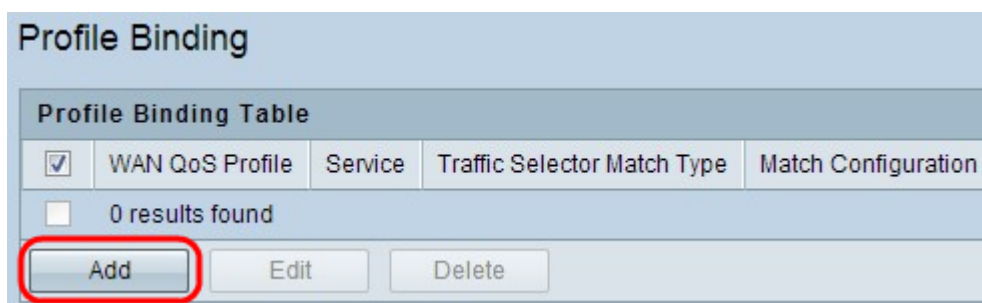 Profile Binding
Profile Binding Table
WAN QoS Profile Service Traffic Selector Match Type Match Configuration
0 results found
Add Edit Delete